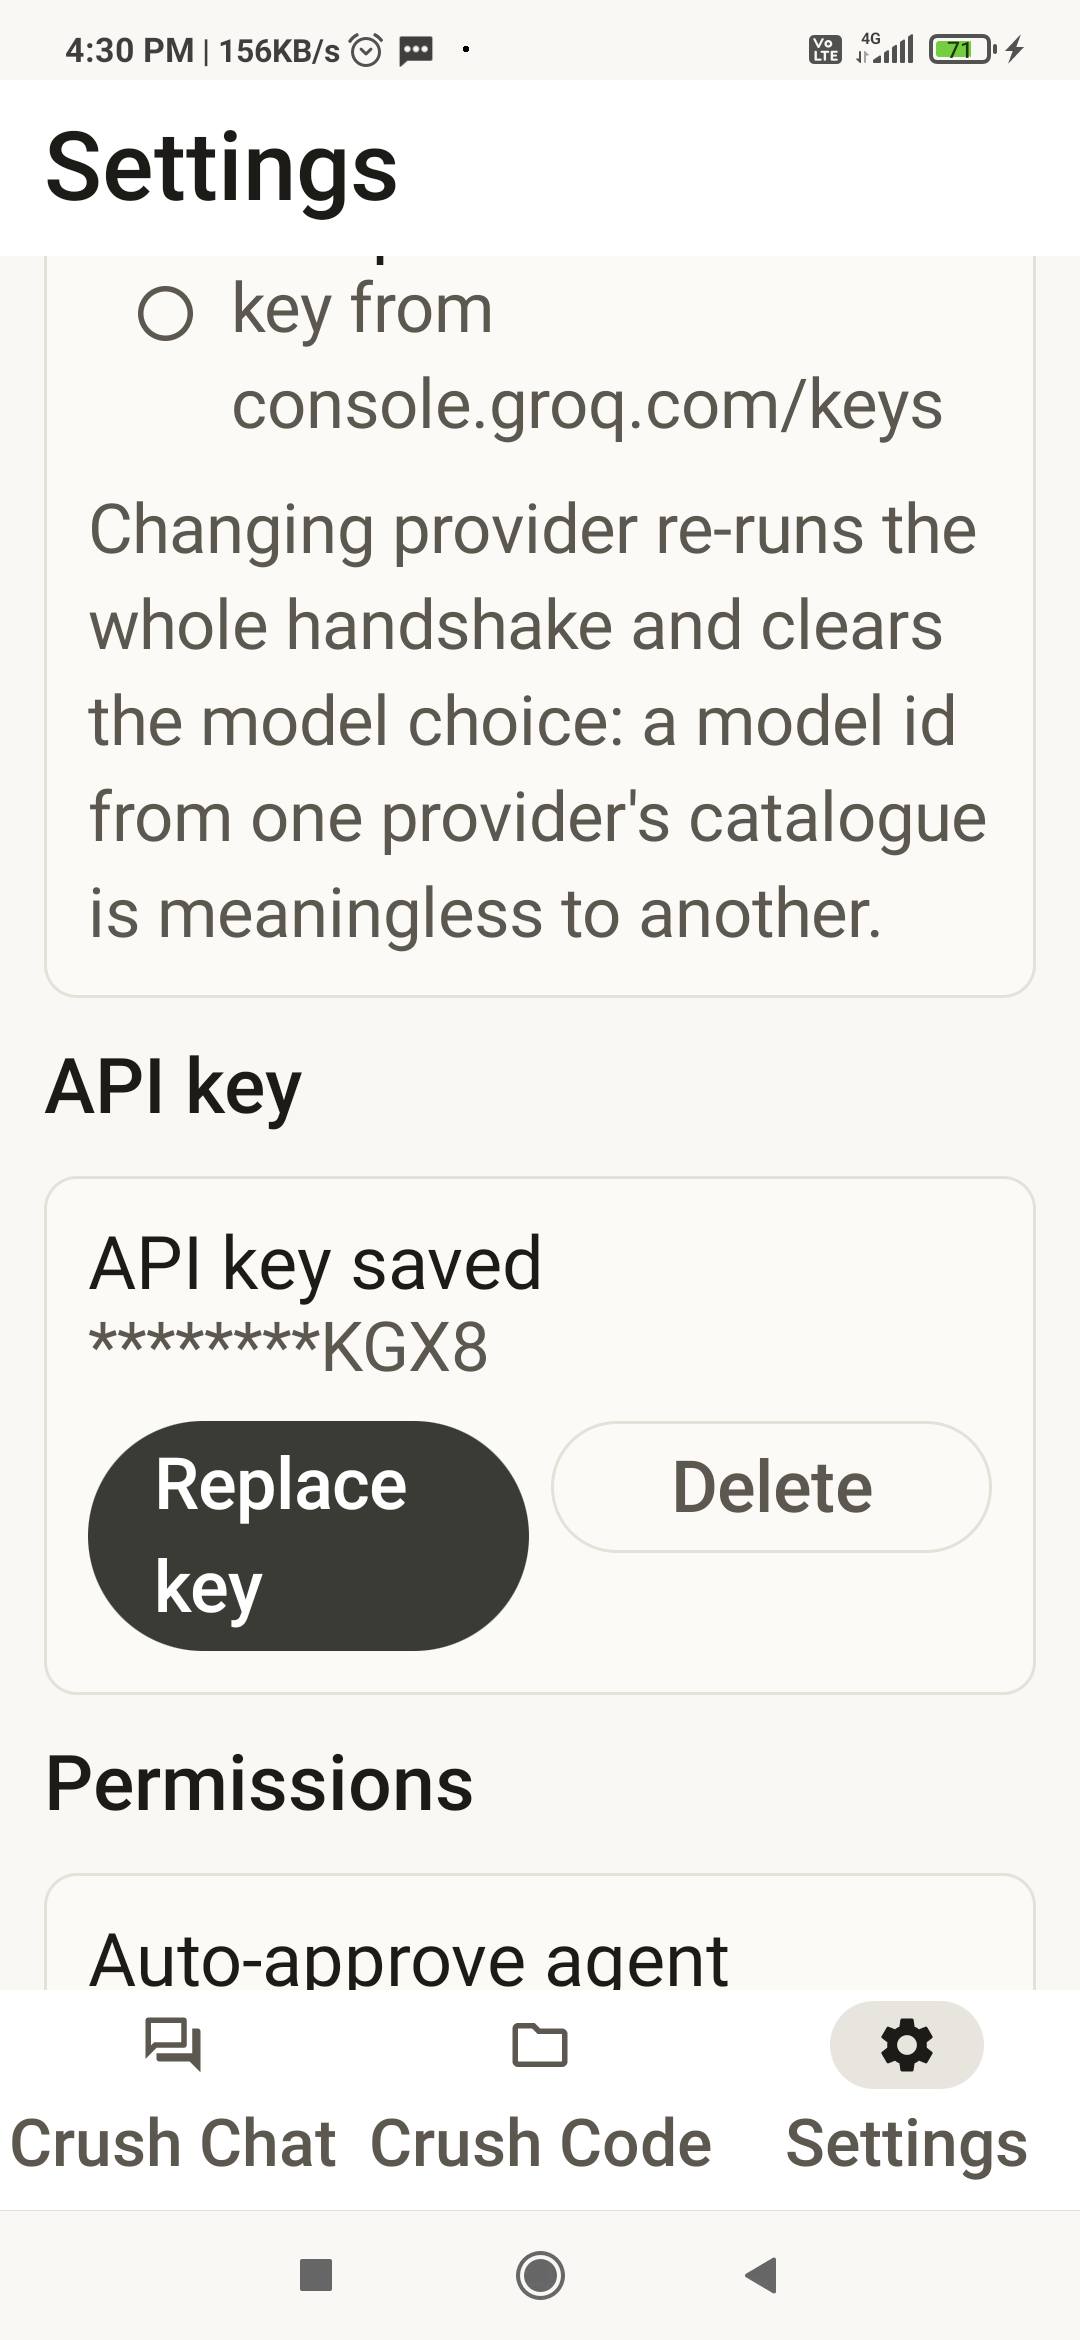 4:30 PM | 156KB/s
Vo LTE 4G 71
Settings
key from
console.groq.com/keys
Changing provider re-runs the
whole handshake and clears
the model choice: a model id
from one provider's catalogue
is meaningless to another.
API key
API key saved
********KGX8
Replace
key
Delete
Permissions
Auto-approve agent
Crush Chat Crush Code Settings